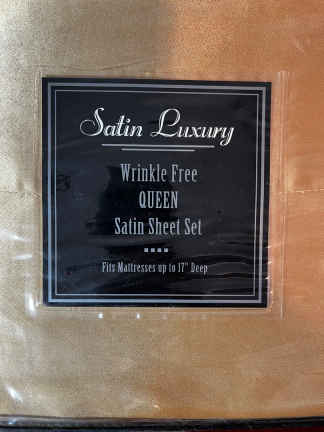 Satin Luxury
Wrinkle Free
QUEEN
Satin Sheet Set
Fits Mattresses up to 17" Deep